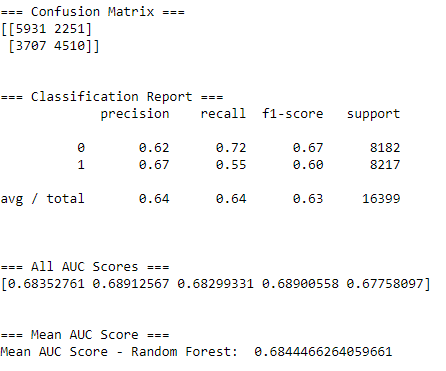 === Confusion Matrix ===
[[5931 2251]
 [3707 4510]]
=== Classification Report ===
precision recall f1-score support
0 0.62 0.72 0.67 8182
1 0.67 0.55 0.60 8217
avg / total 0.64 0.64 0.63 16399
=== All AUC Scores ===
[0.68352761 0.68912567 0.68299331 0.68900558 0.67758097]
=== Mean AUC Score ===
Mean AUC Score - Random Forest: 0.6844466264059661